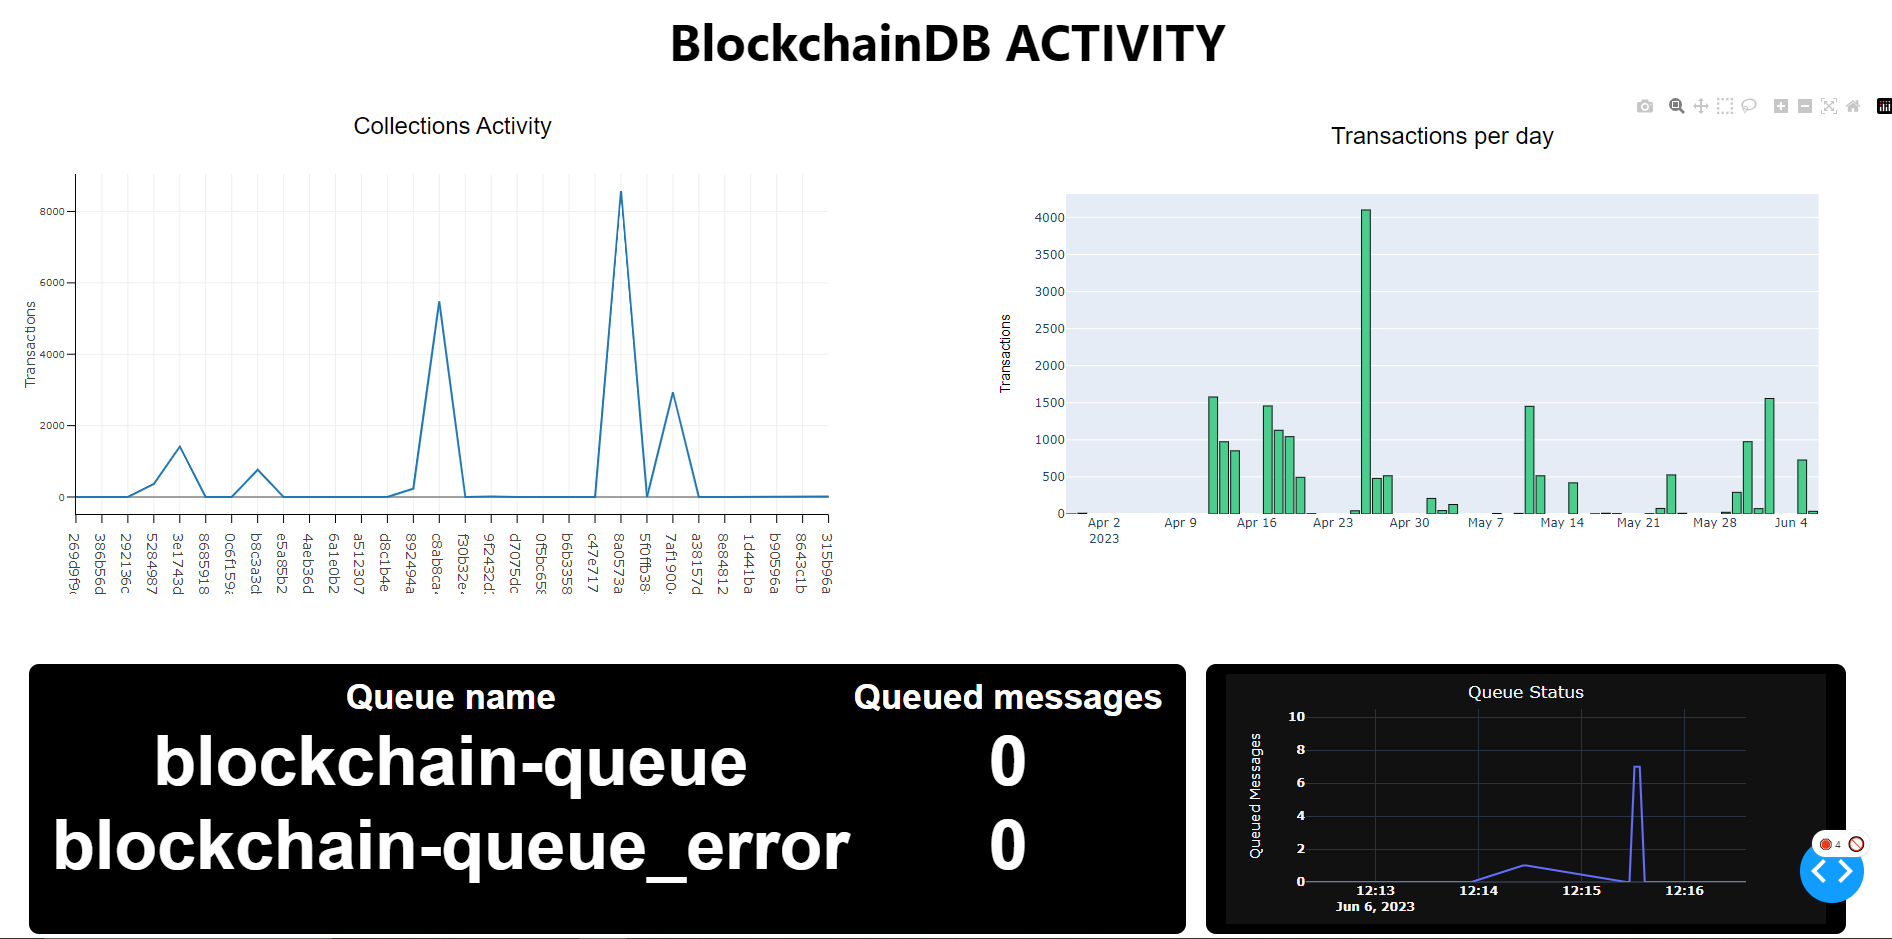 BlockchainDB ACTIVITY
Collections Activity
8000
6000
4000
2000
0
Transactions
269d9f9
386b56d
292136c
5284987
3e1743d
8685918
0c6f159
b8c3a3c
e5a85b2
4aeb36d
6a1e0b2
a512307
d8c1b4e
892494a
c8ab8ca
f30b32e
9f2432d
d7075dc
0f5bc65
b6b3358
c47e717
8a0573a
5f0ffb38
7af1900
a38157d
8e84812
1d441ba
b90596a
8643c1b
315b96a
Transactions per day
4000
3500
3000
2500
2000
1500
1000
500
0
Transactions
Apr 2 Apr 9 Apr 16 Apr 23 Apr 30 May 7 May 14 May 21 May 28 Jun 4
2023
Queue name Queued messages
blockchain-queue 0
blockchain-queue_error 0
Queue Status
10
8
6
4
2
0
Queued Messages
12:13 12:14 12:15 12:16
Jun 6, 2023
4